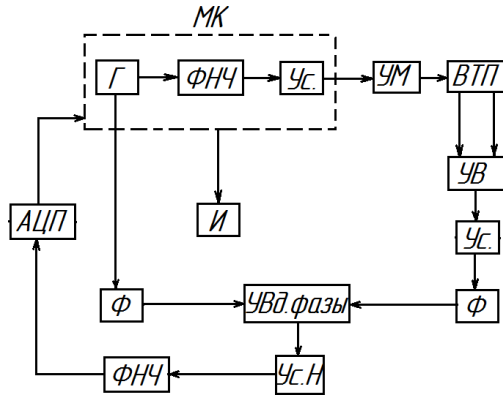 МК
Г ФНЧ Ус. УМ ВТП
УВ
АЦП И Ус.
Ф УВд.фазы Ф
ФНЧ Ус.Н